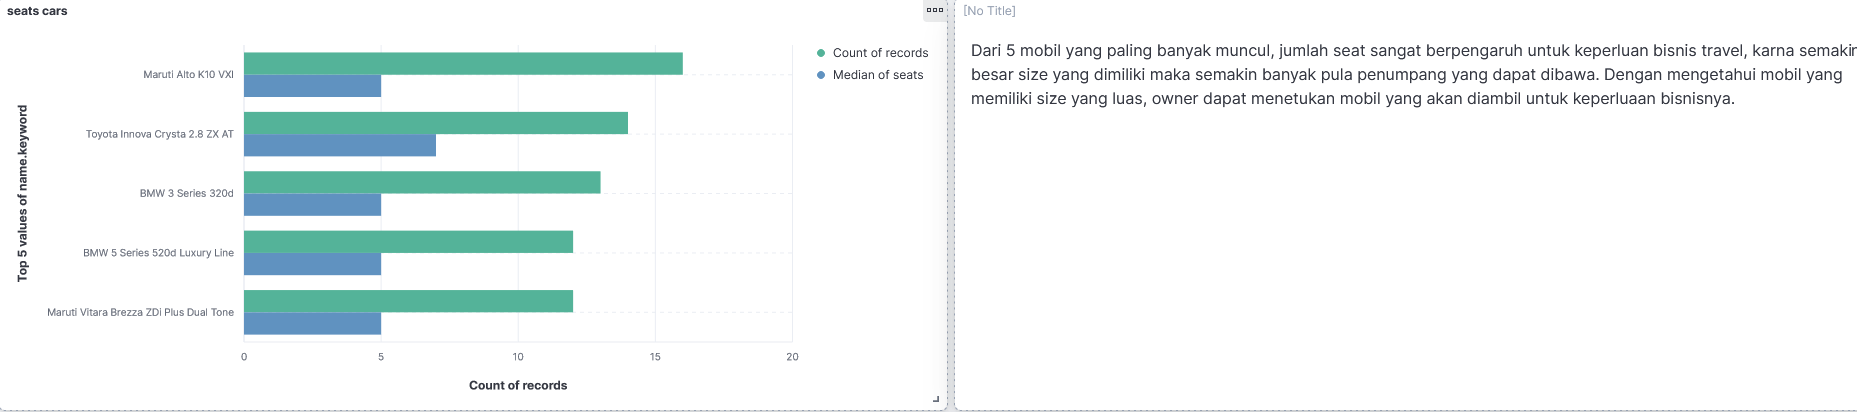 seats cars
Count of records
Median of seats
Top 5 values of name.keyword
Maruti Alto K10 VXI
Toyota Innova Crysta 2.8 ZX AT
BMW 3 Series 320d
BMW 5 Series 520d Luxury Line
Maruti Vitara Brezza ZDi Plus Dual Tone
0 5 10 15 20
Count of records
[No Title]
Dari 5 mobil yang paling banyak muncul, jumlah seat sangat berpengaruh untuk keperluan bisnis travel, karna semakin
besar size yang dimiliki maka semakin banyak pula penumpang yang dapat dibawa. Dengan mengetahui mobil yang
memiliki size yang luas, owner dapat menetukan mobil yang akan diambil untuk keperluaan bisnisnya.